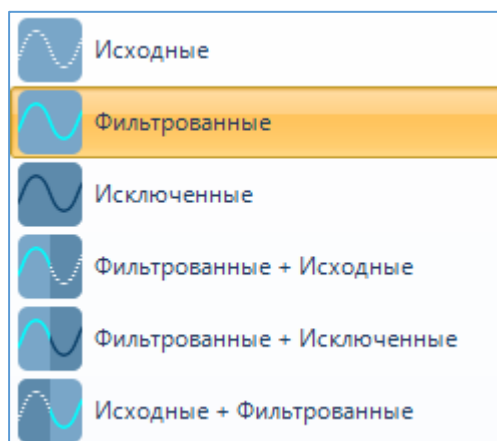 Исходные
Фильтрованные
Исключенные
Фильтрованные + Исходные
Фильтрованные + Исключенные
Исходные + Фильтрованные